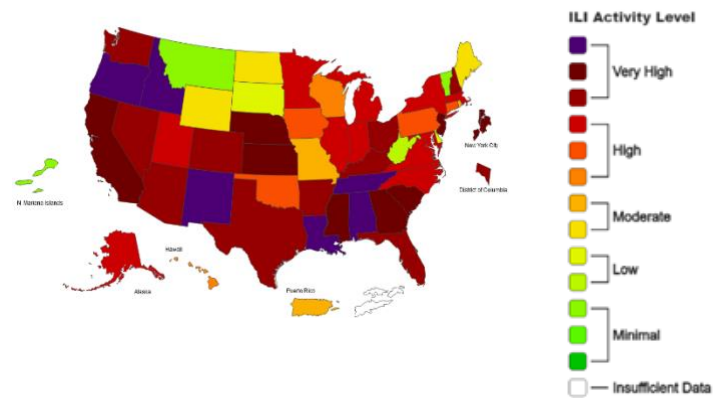 ILI Activity Level
Very High
High
Moderate
Low
Minimal
Insufficient Data
New York City
District of Columbia
N Mariana Islands
Hawaii
Alaska
Puerto Rico